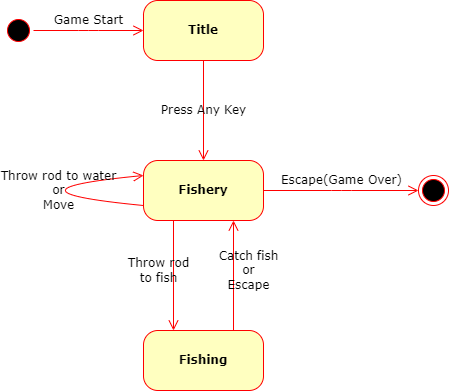 Game Start
Title
Press Any Key
Throw rod to water
or
Move
Fishery
Escape(Game Over)
Throw rod
to fish
Catch fish
or
Escape
Fishing